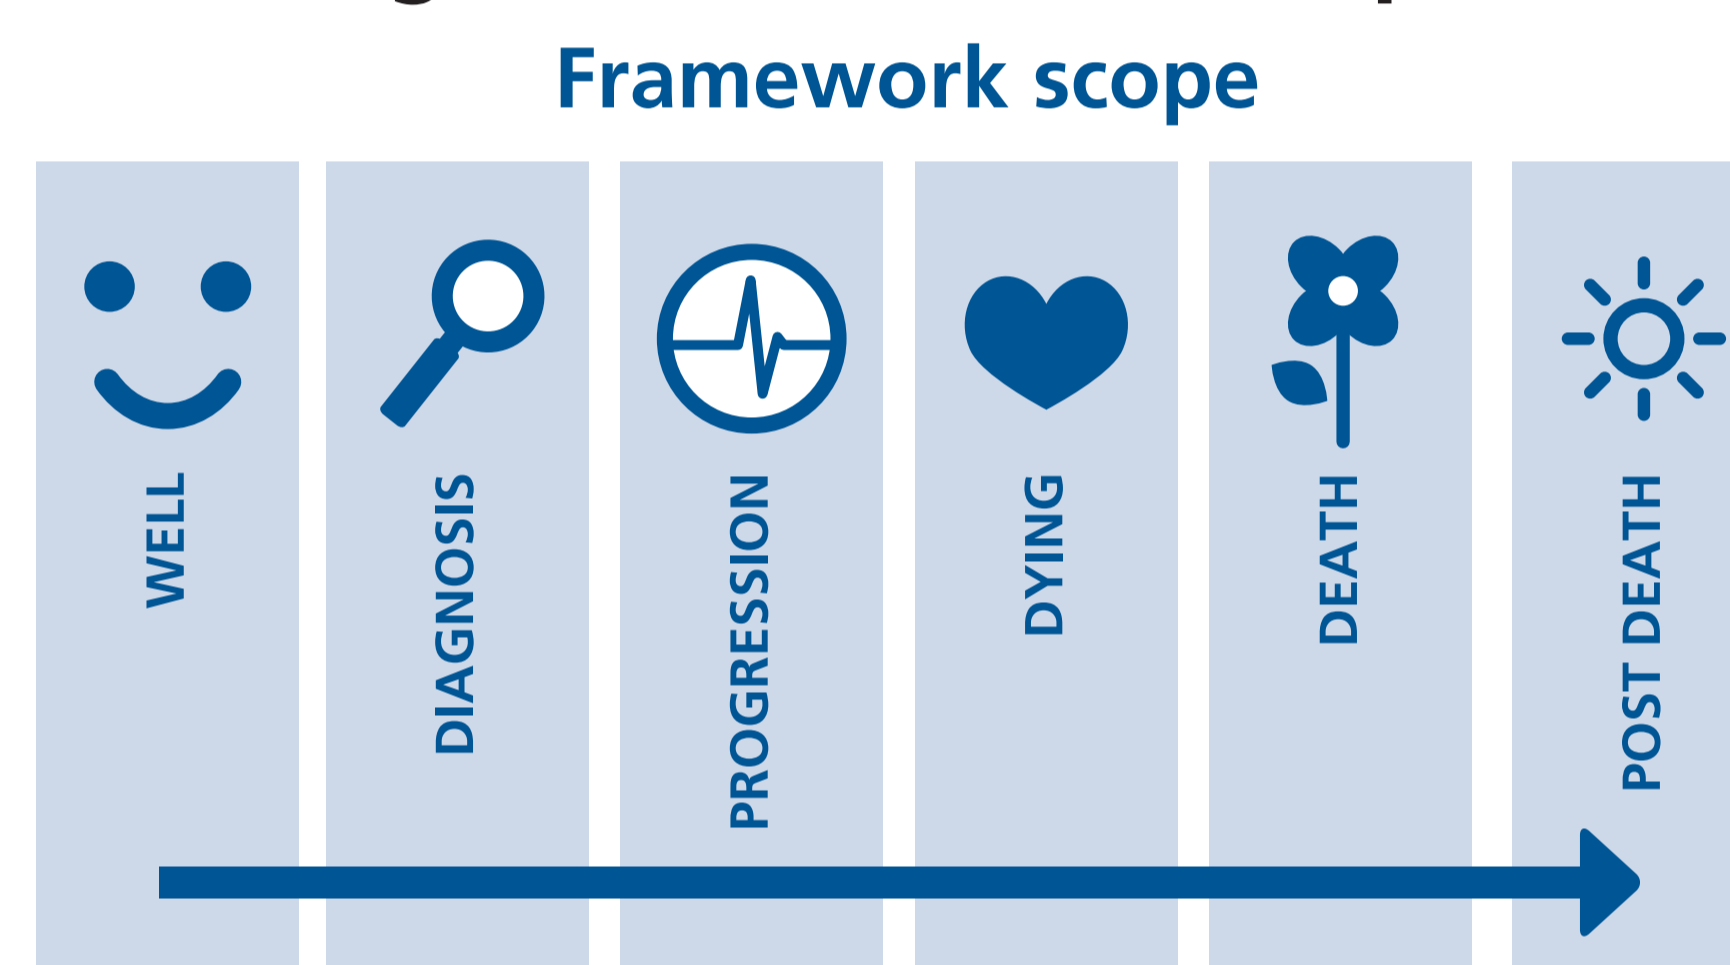 Framework scope
WELL
DIAGNOSIS
PROGRESSION
DYING
DEATH
POST DEATH